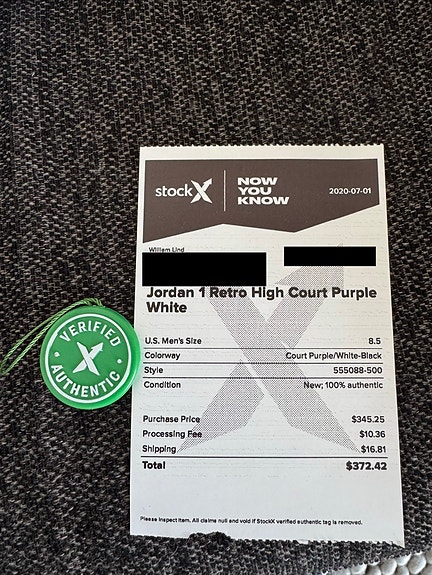 stockX
NOW
YOU
KNOW
2020-07-01
William Lind
Jordan 1 Retro High Court Purple
White
U.S. Men's Size 8.5
Colorway Court Purple/White-Black
Style 555088-500
Condition New; 100% authentic
Purchase Price $345.25
Processing Fee $10.36
Shipping $16.81
Total $372.42
Please inspect item. All claims null and void if StockX verified authentic tag is removed.
VERIFIED
X
AUTHENTIC